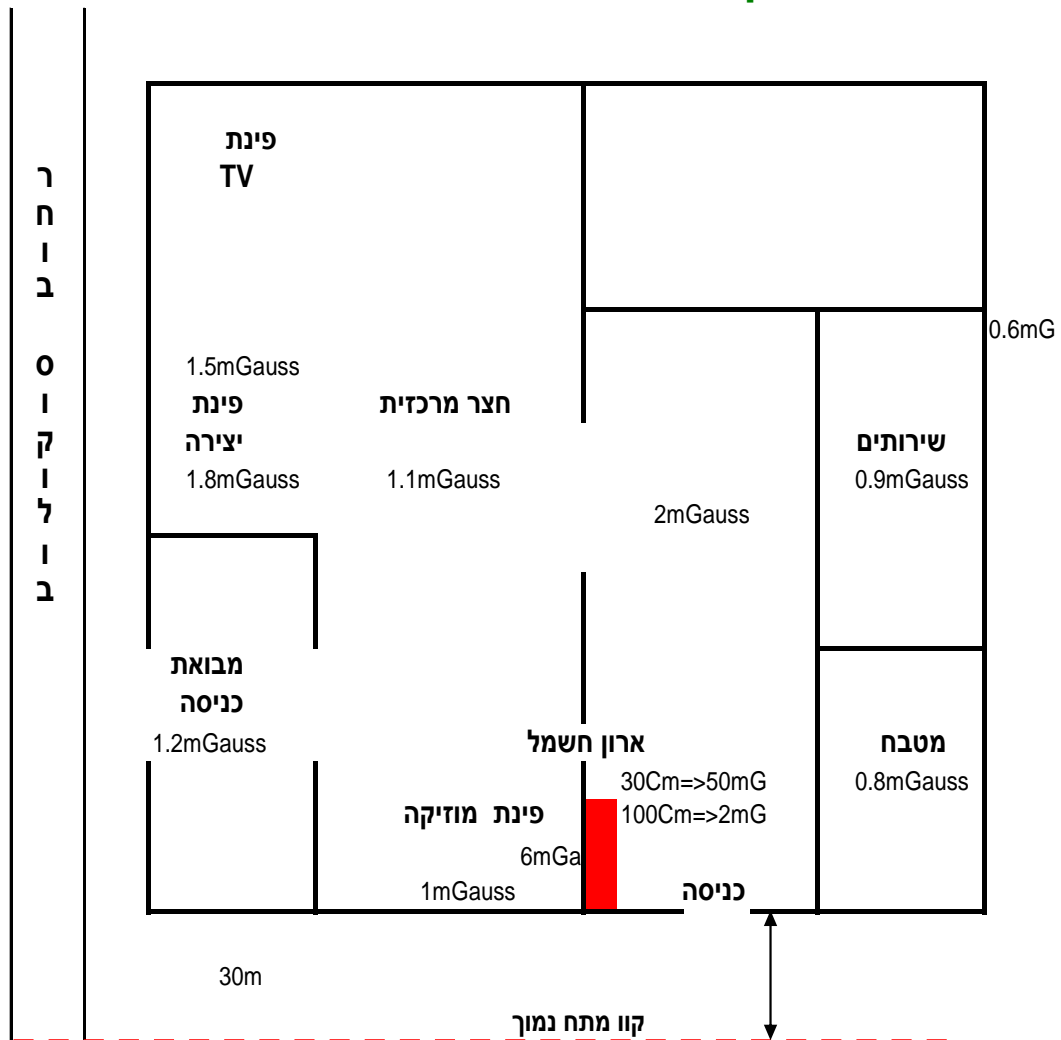 רחוב בולוקוס
פינת
TV
0.6mG
1.5mGauss
פינת
יצירה
1.8mGauss
חצר מרכזית
1.1mGauss
שירותים
0.9mGauss
2mGauss
מבואת
כניסה
1.2mGauss
ארון חשמל
30Cm=>50mG
100Cm=>2mG
מטבח
0.8mGauss
פינת מוזיקה
6mGa
1mGauss
כניסה
30m
קוו מתח נמוך